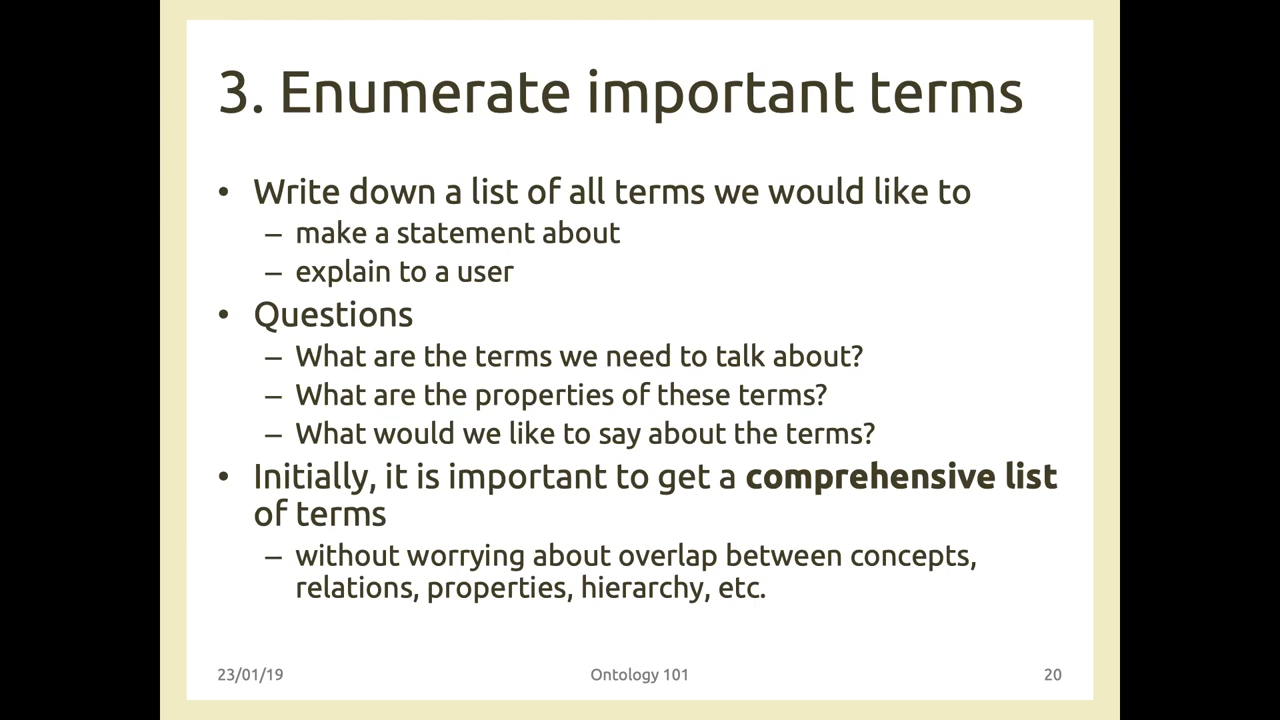 3. Enumerate important terms
• Write down a list of all terms we would like to
– make a statement about
– explain to a user
• Questions
– What are the terms we need to talk about?
– What are the properties of these terms?
– What would we like to say about the terms?
• Initially, it is important to get a comprehensive list
of terms
– without worrying about overlap between concepts,
relations, properties, hierarchy, etc.
23/01/19 Ontology 101 20